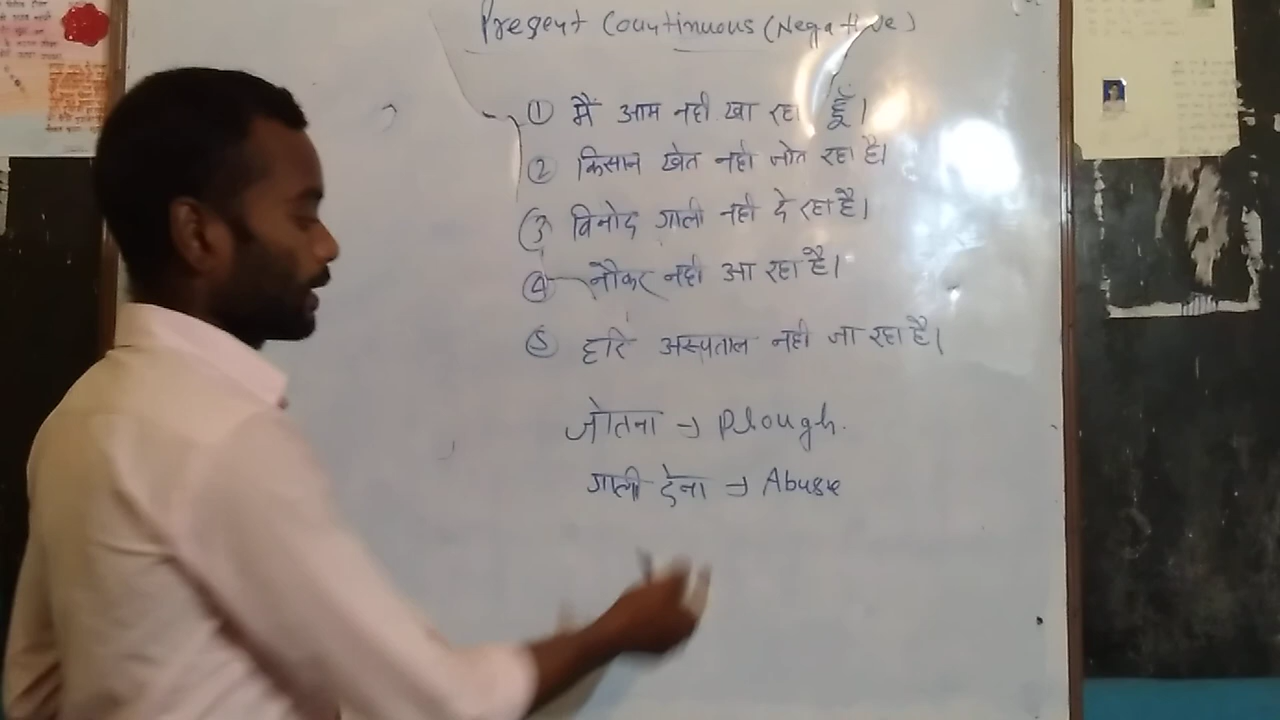 Present Countinuous (Negative)
① मैं आम नही खा रहा हूँ।
② किसान खेत नही जोत रहा है।
③ विनोद गाली नही दे रहा है।
④ नौकर नही आ रहा है।
⑤ हरि अस्पताल नही जा रहा है।
जोतना → Plough.
गाली देना → Abuse